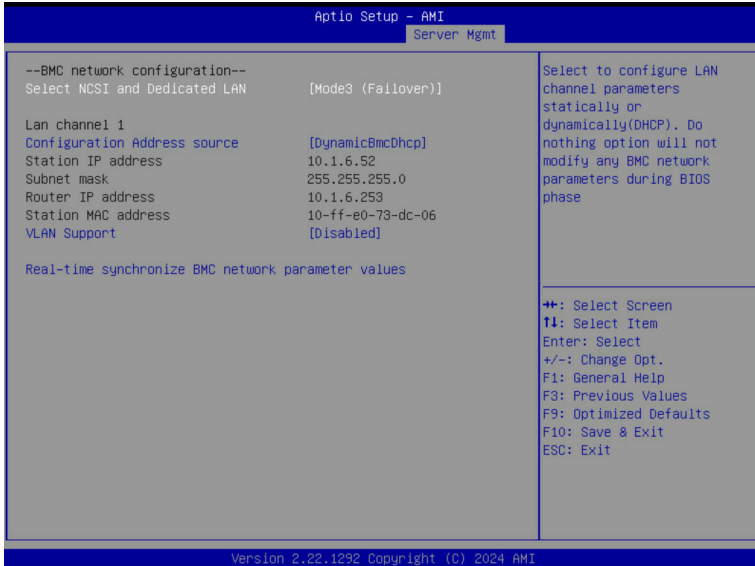 Aptio Setup – AMI
Server Mgmt
--BMC network configuration--
Select NCSI and Dedicated LAN [Mode3 (Failover)]
Lan channel 1
Configuration Address source [DynamicBmcDhcp]
Station IP address 10.1.6.52
Subnet mask 255.255.255.0
Router IP address 10.1.6.253
Station MAC address 10-ff-e0-73-dc-06
VLAN Support [Disabled]
Real-time synchronize BMC network parameter values
Select to configure LAN
channel parameters
statically or
dynamically(DHCP). Do
nothing option will not
modify any BMC network
parameters during BIOS
phase
→←: Select Screen
↑↓: Select Item
Enter: Select
+/-: Change Opt.
F1: General Help
F3: Previous Values
F9: Optimized Defaults
F10: Save & Exit
ESC: Exit
Version 2.22.1292 Copyright (C) 2024 AMI